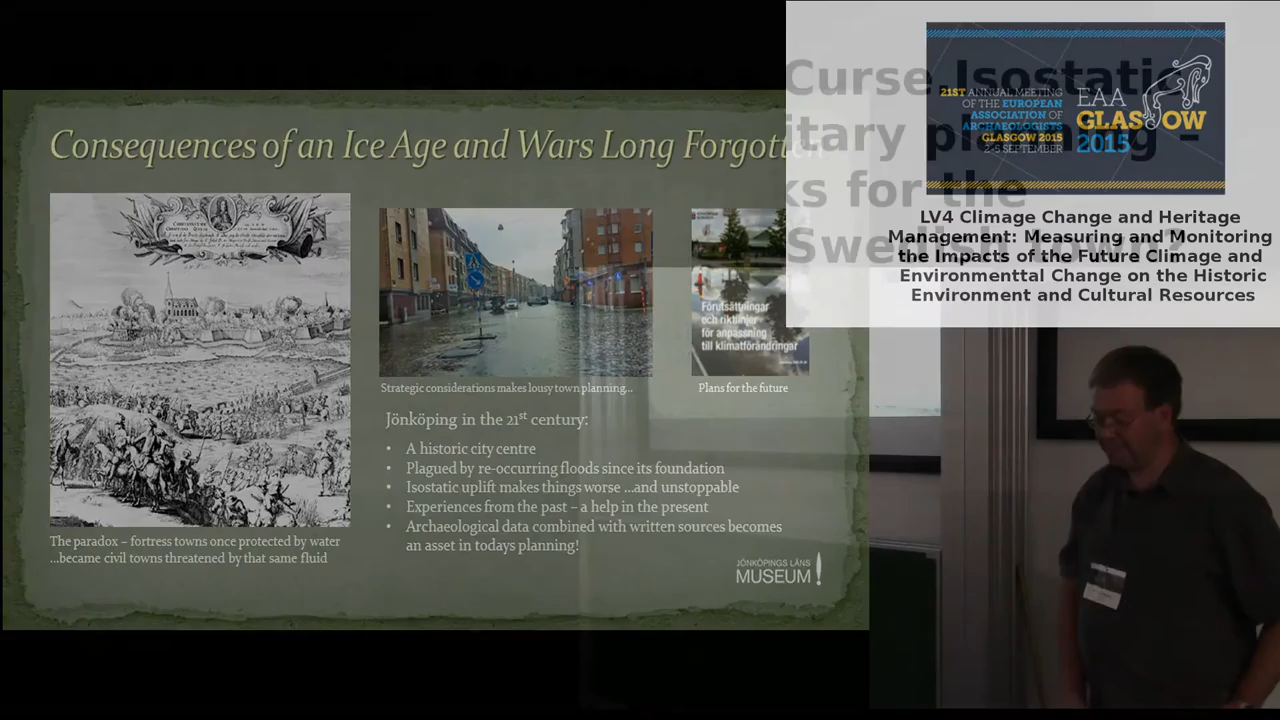 Consequences of an Ice Age and Wars Long Forgotten
Strategic considerations makes lousy town planning...
Förutsättningar
och riktlinjer
för anpassning
till klimatförändringar
Plans for the future
Jönköping in the 21st century:
• A historic city centre
• Plagued by re-occurring floods since its foundation
• Isostatic uplift makes things worse ...and unstoppable
• Experiences from the past – a help in the present
• Archaeological data combined with written sources becomes
an asset in todays planning!
The paradox – fortress towns once protected by water
...became civil towns threatened by that same fluid
JÖNKÖPINGS LÄNS
MUSEUM!
Curse,Isostatic
planning –
for the
21ST ANNUAL MEETING
OF THE EUROPEAN
ASSOCIATION OF
ARCHAEOLOGISTS
GLASGOW 2015
2-5 SEPTEMBER
EAA
GLASGOW
2015
LV4 Climage Change and Heritage
Management: Measuring and Monitoring
the Impacts of the Future Climage and
Environmenttal Change on the Historic
Environment and Cultural Resources